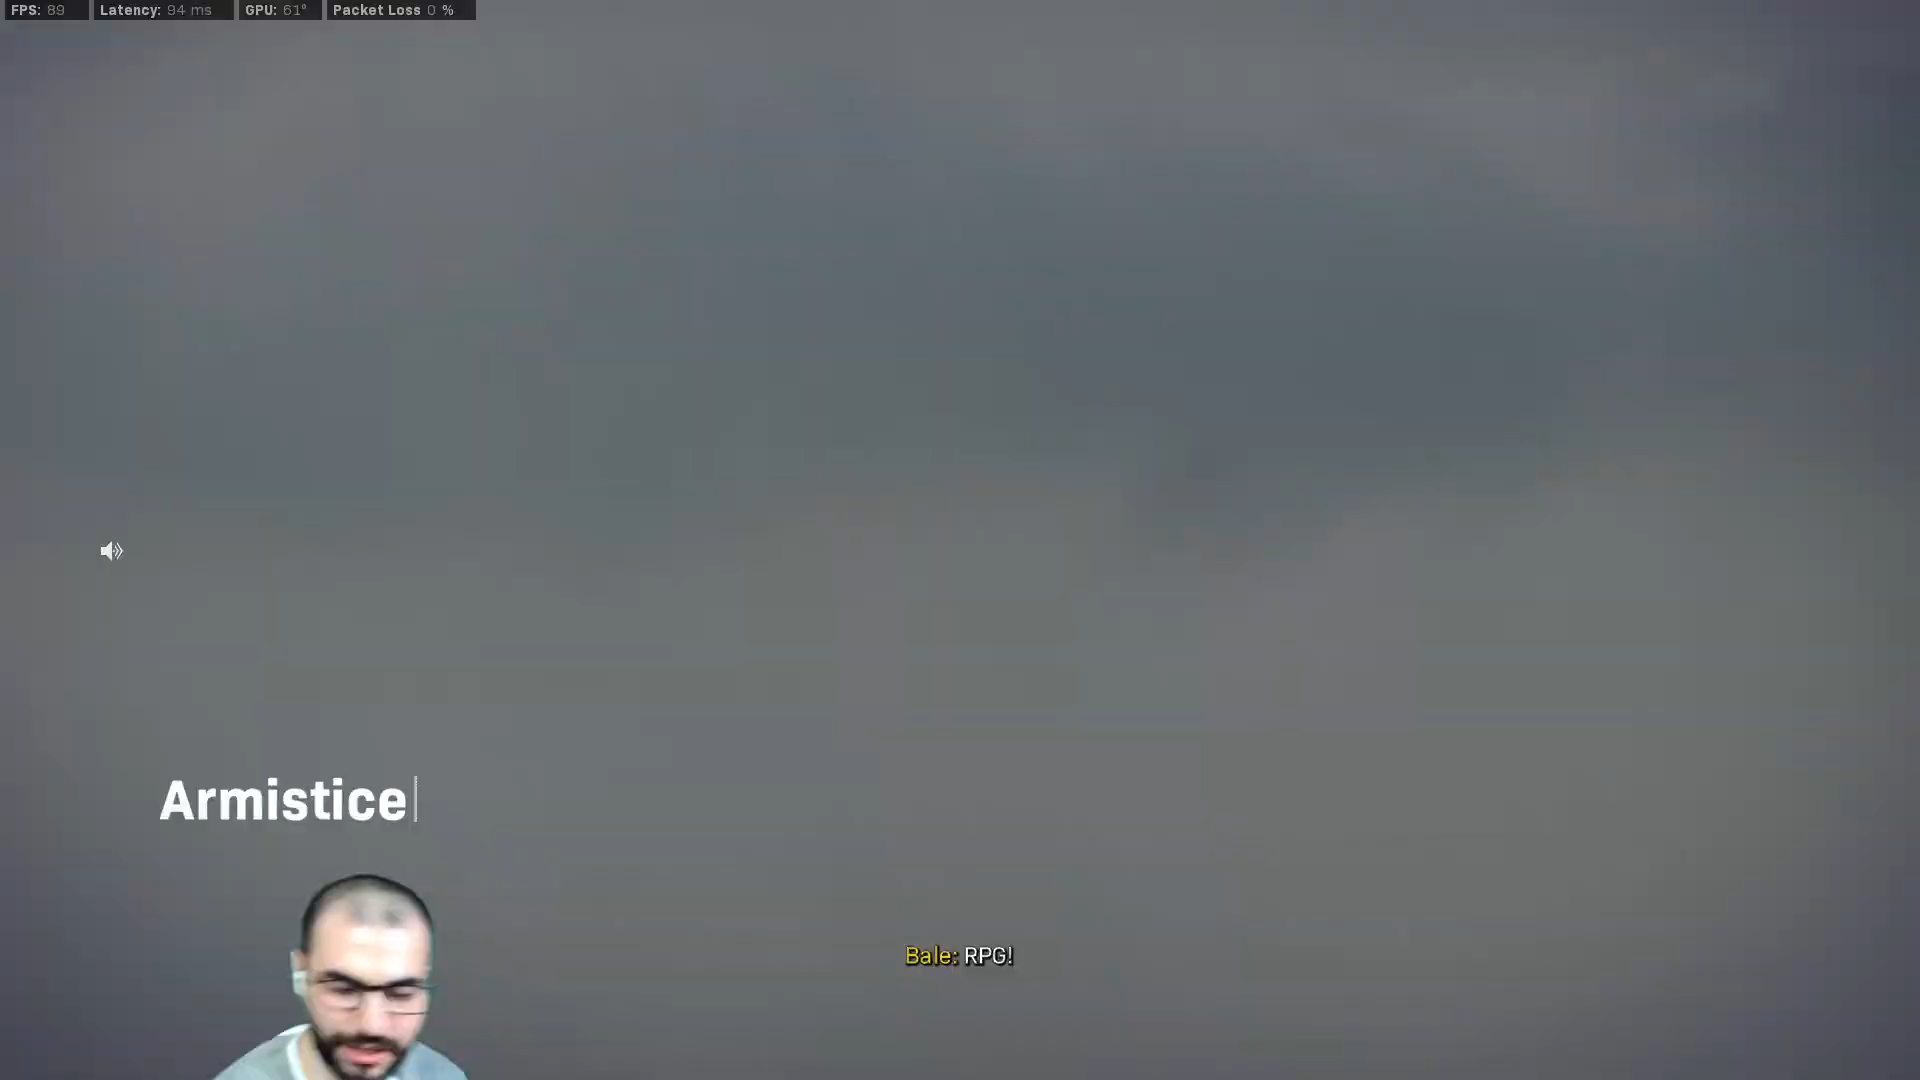 FPS: 89 Latency: 94 ms GPU: 61° Packet Loss 0 %
Armistice
Bale: RPG!